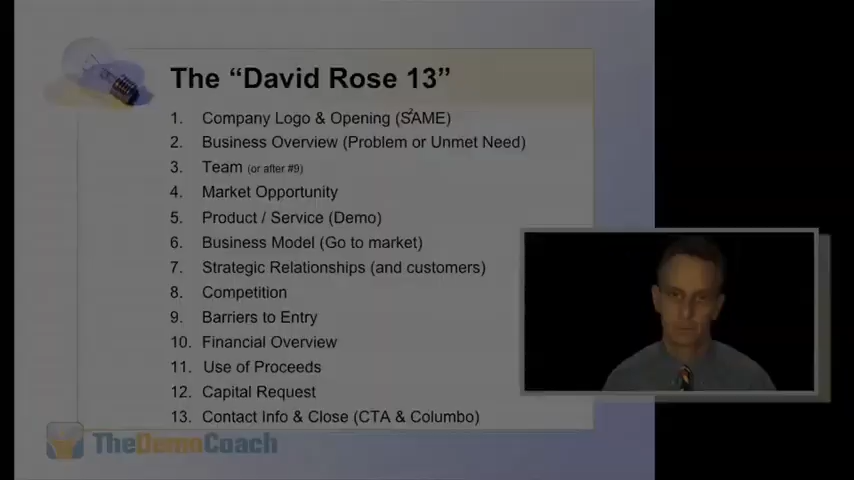 The “David Rose 13”
1. Company Logo & Opening (SAME)
2. Business Overview (Problem or Unmet Need)
3. Team (or after #9)
4. Market Opportunity
5. Product / Service (Demo)
6. Business Model (Go to market)
7. Strategic Relationships (and customers)
8. Competition
9. Barriers to Entry
10. Financial Overview
11. Use of Proceeds
12. Capital Request
13. Contact Info & Close (CTA & Columbo)
TheDemoCoach